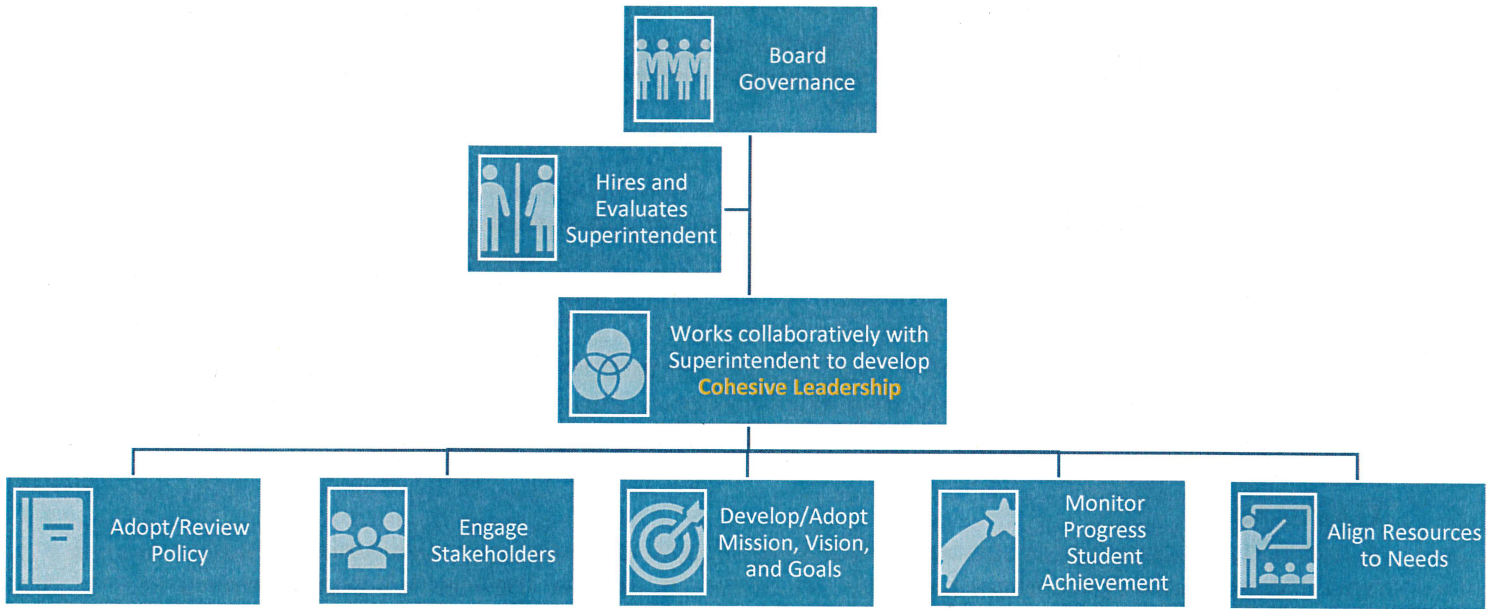 Board
Governance
Hires and
Evaluates
Superintendent
Works collaboratively with
Superintendent to develop
Cohesive Leadership
Adopt/Review
Policy
Engage
Stakeholders
Develop/Adopt
Mission, Vision,
and Goals
Monitor
Progress
Student
Achievement
Align Resources
to Needs